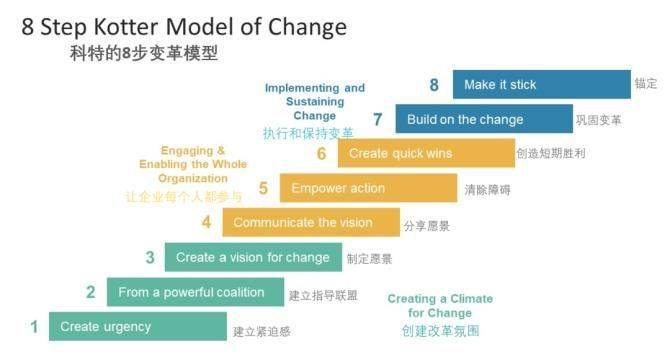 8 Step Kotter Model of Change
科特的8步变革模型
8 Make it stick 锚定
Implementing and
Sustaining
Change
执行和保持变革
7 Build on the change 巩固变革
6 Create quick wins 创造短期胜利
Engaging &
Enabling the Whole
Organization
让企业每个人都参与
5 Empower action 清除障碍
4 Communicate the vision 分享愿景
3 Create a vision for change 制定愿景
2 From a powerful coalition 建立指导联盟
Creating a Climate
for Change
创建改革氛围
1 Create urgency 建立紧迫感